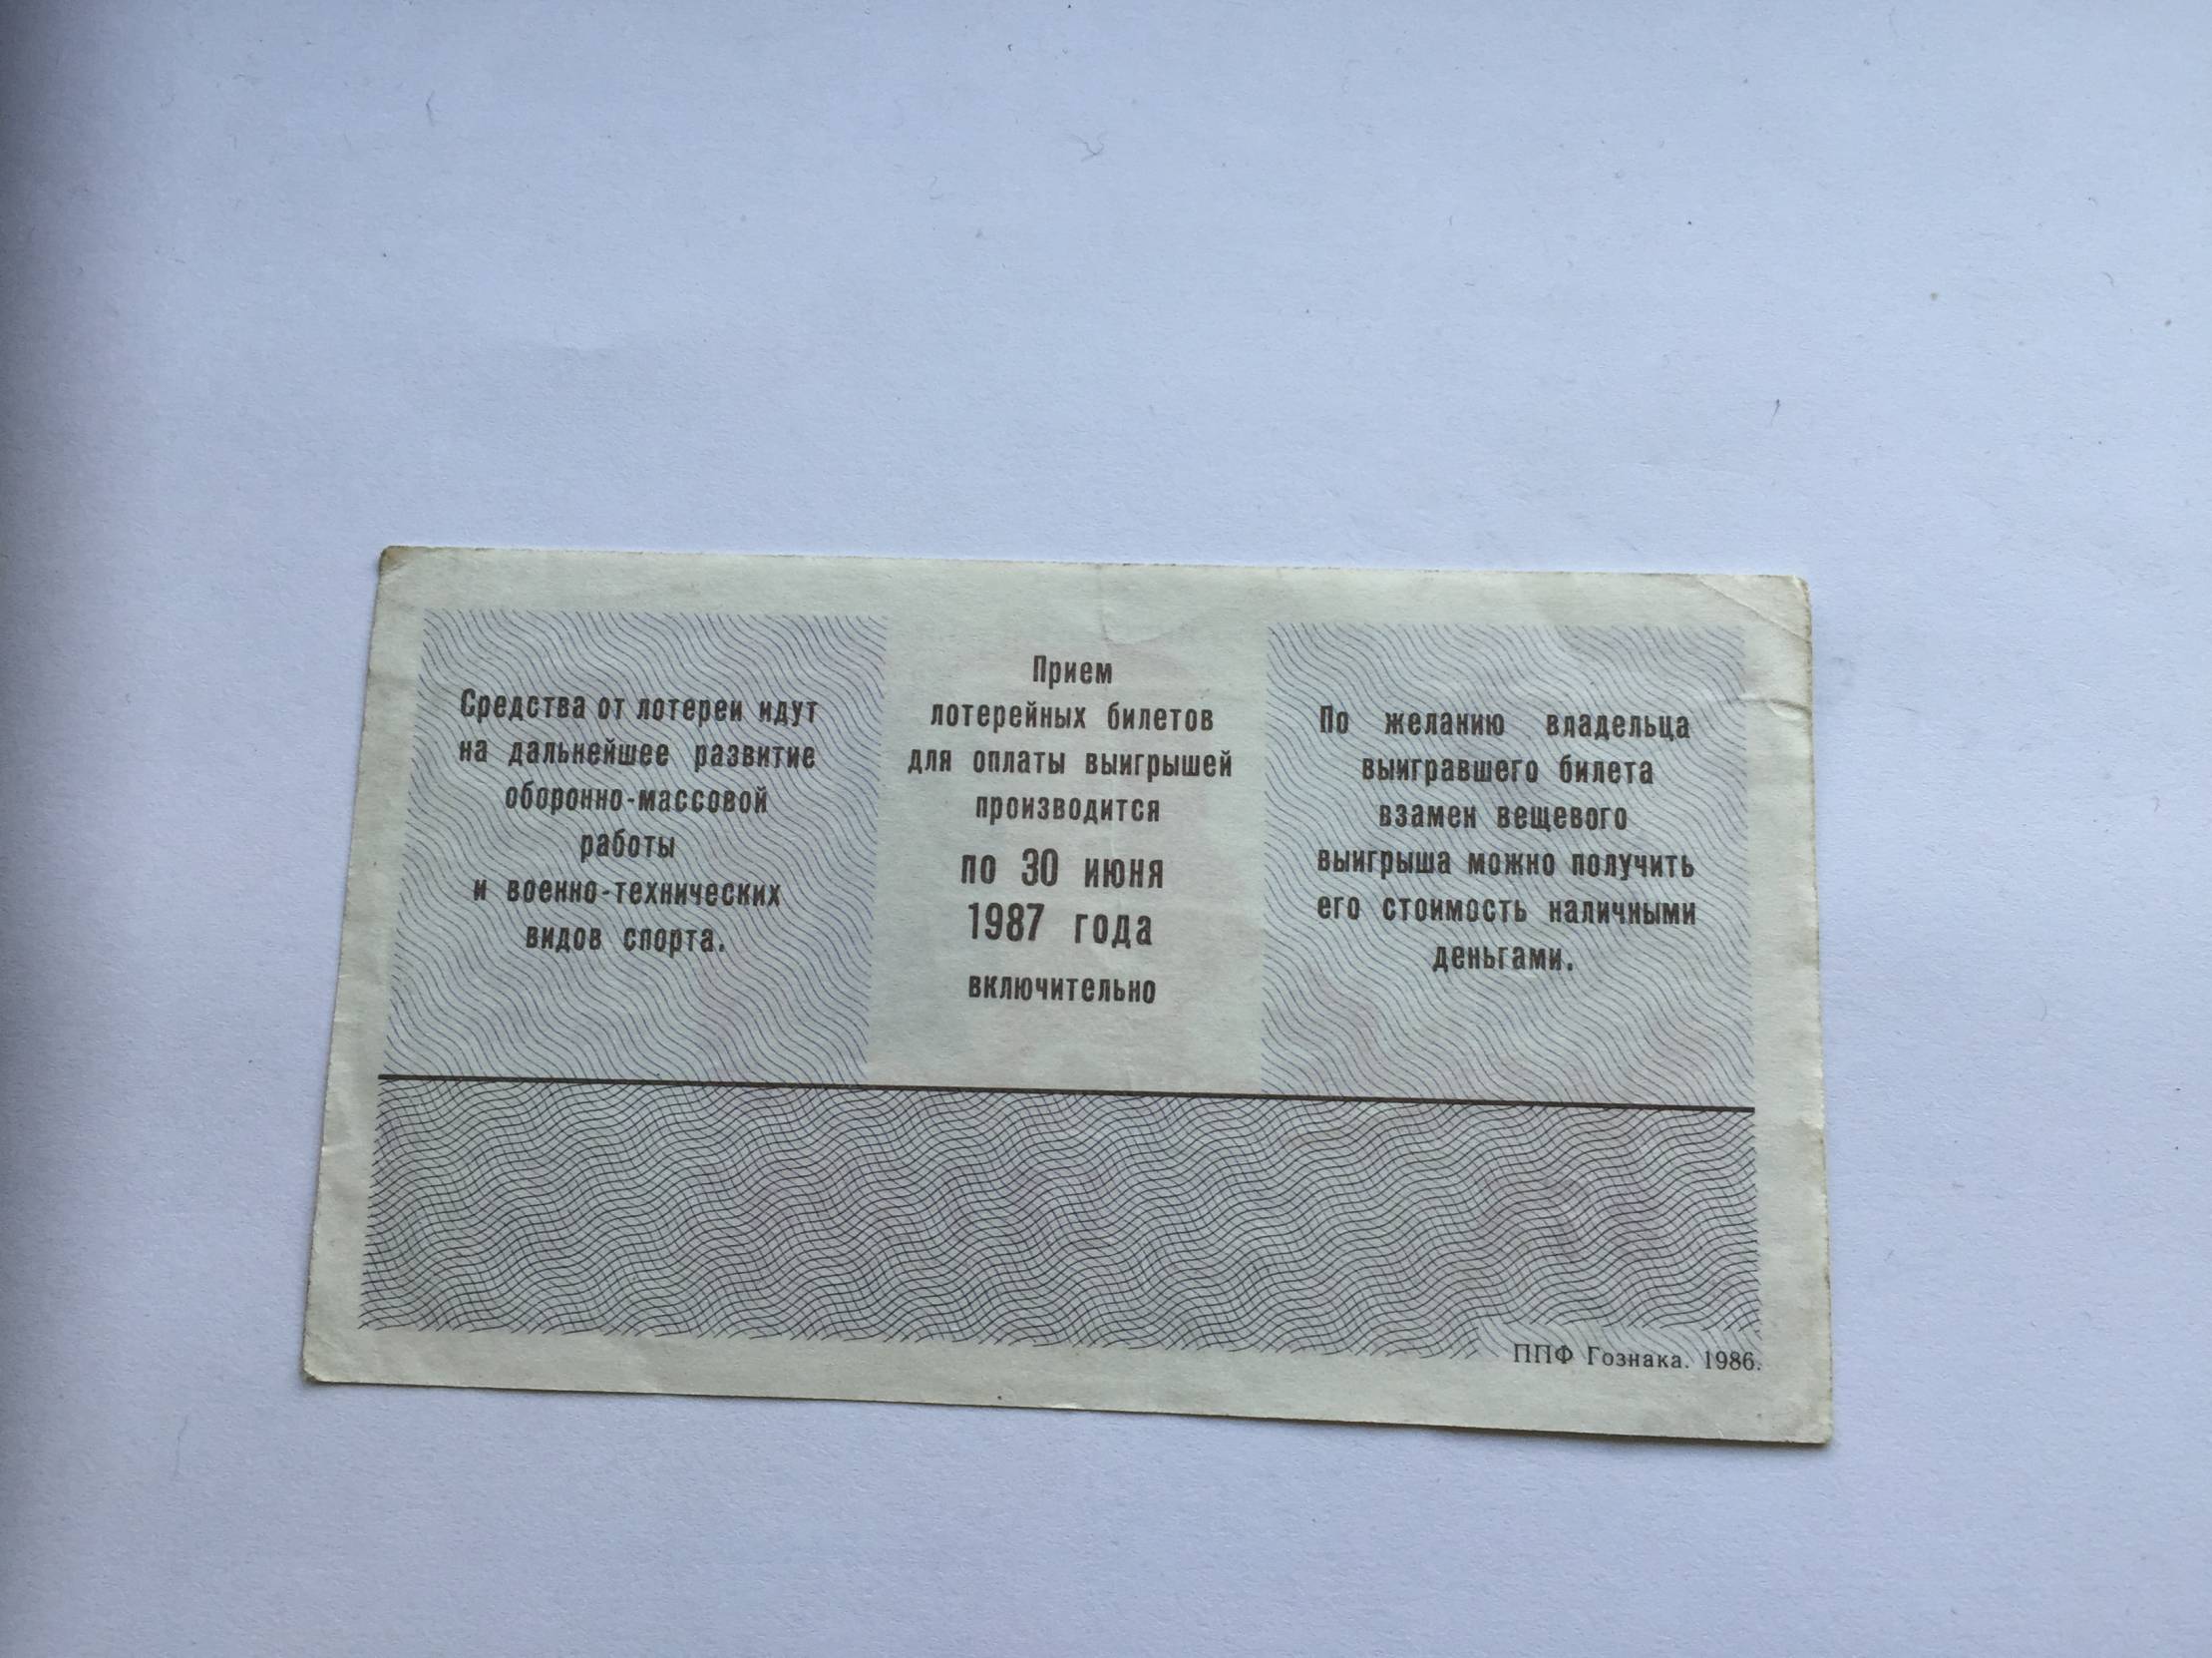 Средства от лотереи идут
на дальнейшее развитие
оборонно-массовой
работы
и военно-технических
видов спорта.
Прием
лотерейных билетов
для оплаты выигрышей
производится
по 30 июня
1987 года
включительно
По желанию владельца
выигравшего билета
взамен вещевого
выигрыша можно получить
его стоимость наличными
деньгами.
ППФ Гознака. 1986.